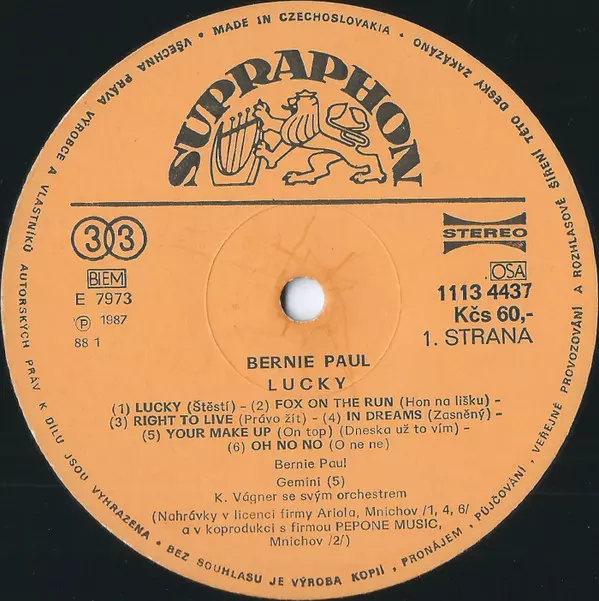 • MADE IN CZECHOSLOVAKIA • VŠECHNA PRÁVA VÝROBCE A VLASTNÍKŮ AUTORSKÝCH PRÁV K DÍLU JSOU VYHRAZENA • BEZ SOUHLASU JE VÝROBA KOPIÍ, PRONÁJEM, PŮJČOVÁNÍ, VEŘEJNÉ PROVOZOVÁNÍ A ROZHLASOVÉ ŠÍŘENÍ TÉTO DESKY ZAKÁZÁNO
SUPRAPHON
33
STEREO
BIEM
OSA
E 7973
1113 4437
Ⓟ 1987
Kčs 60,-
88 1
1. STRANA
BERNIE PAUL
LUCKY
(1) LUCKY (Štěstí) - (2) FOX ON THE RUN (Hon na lišku) -
(3) RIGHT TO LIVE (Právo žít) - (4) IN DREAMS (Zasněný) -
(5) YOUR MAKE UP (On top) (Dneska už to vím) -
(6) OH NO NO (O ne ne)
Bernie Paul
Gemini (5)
K. Vágner se svým orchestrem
(Nahrávky v licenci firmy Ariola, Mnichov /1, 4, 6/
a v koprodukci s firmou PEPONE MUSIC,
Mnichov /2/)